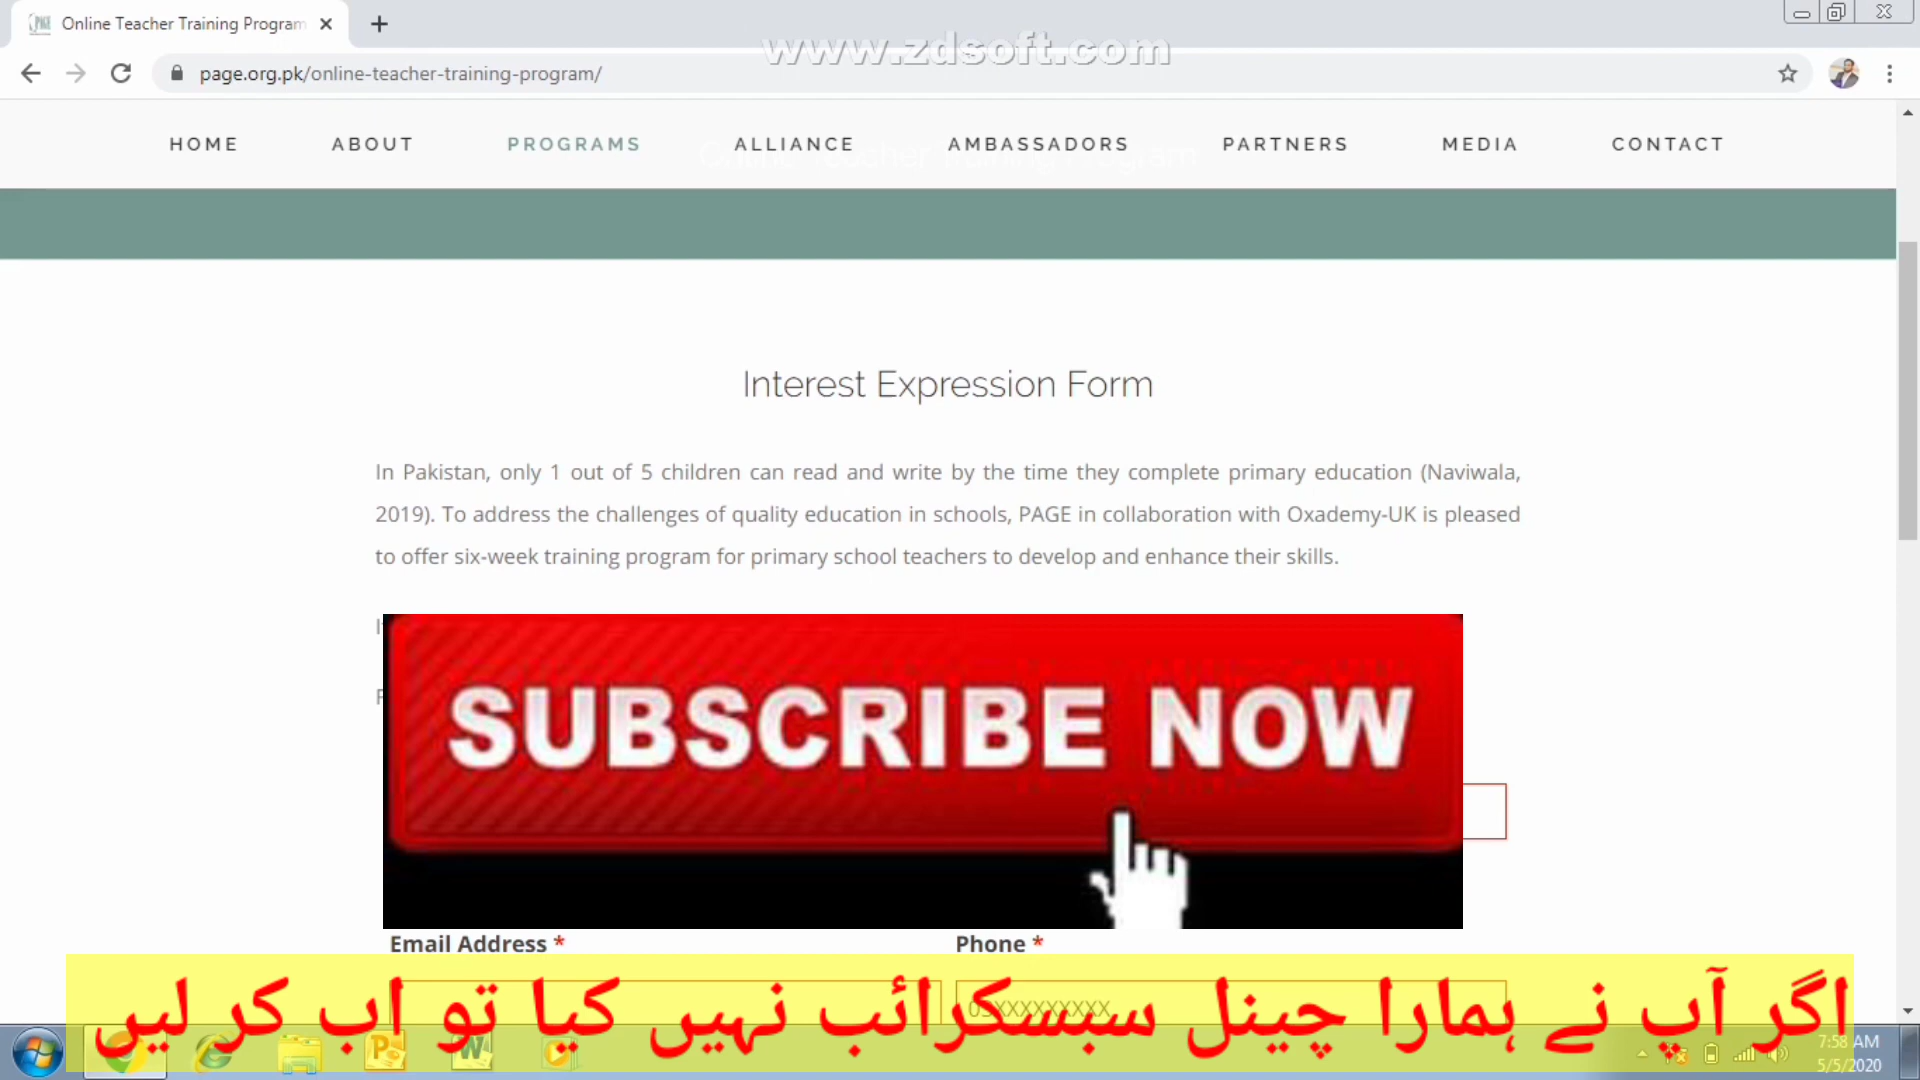 Online Teacher Training Program
www.zdsoft.com
page.org.pk/online-teacher-training-program/
HOME ABOUT PROGRAMS ALLIANCE AMBASSADORS PARTNERS MEDIA CONTACT
Online Teacher Training Program
Interest Expression Form
In Pakistan, only 1 out of 5 children can read and write by the time they complete primary education (Naviwala,
2019). To address the challenges of quality education in schools, PAGE in collaboration with Oxademy-UK is pleased
to offer six-week training program for primary school teachers to develop and enhance their skills.
SUBSCRIBE NOW
Email Address * Phone *
03XXXXXXXXX
اگر آپ نے ہمارا چینل سبسکرائب نہیں کیا تو اب کر لیں
7:58 AM
5/5/2020